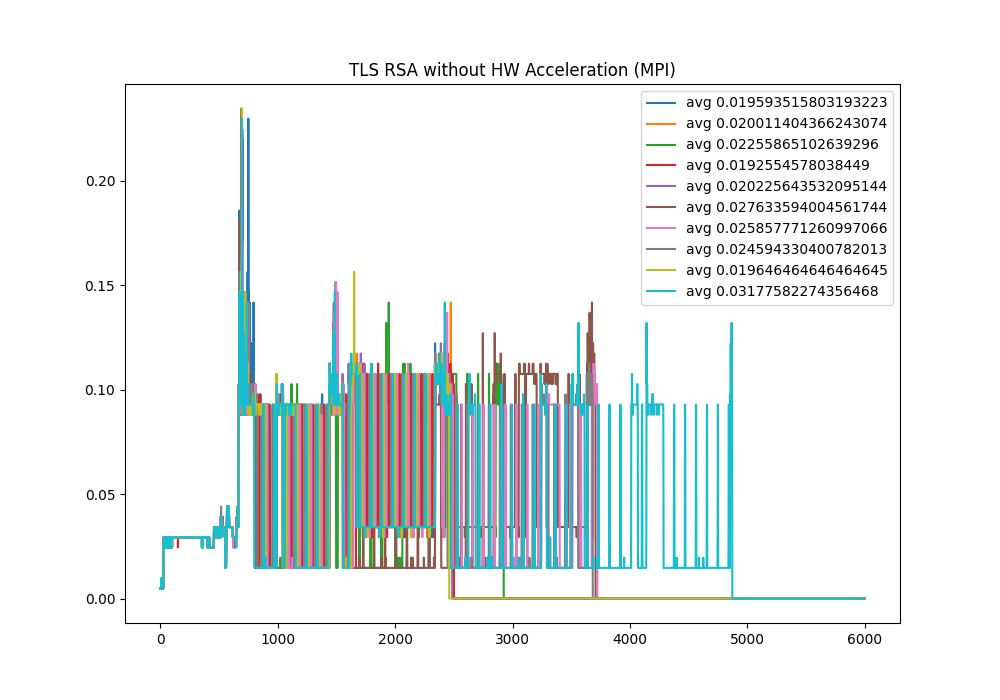 TLS RSA without HW Acceleration (MPI)
avg 0.019593515803193223
avg 0.020011404366243074
avg 0.02255865102639296
avg 0.0192554578038449
avg 0.020225643532095144
avg 0.027633594004561744
avg 0.025857771260997066
avg 0.024594330400782013
avg 0.019646464646464645
avg 0.03177582274356468
0.20
0.15
0.10
0.05
0.00
0 1000 2000 3000 4000 5000 6000